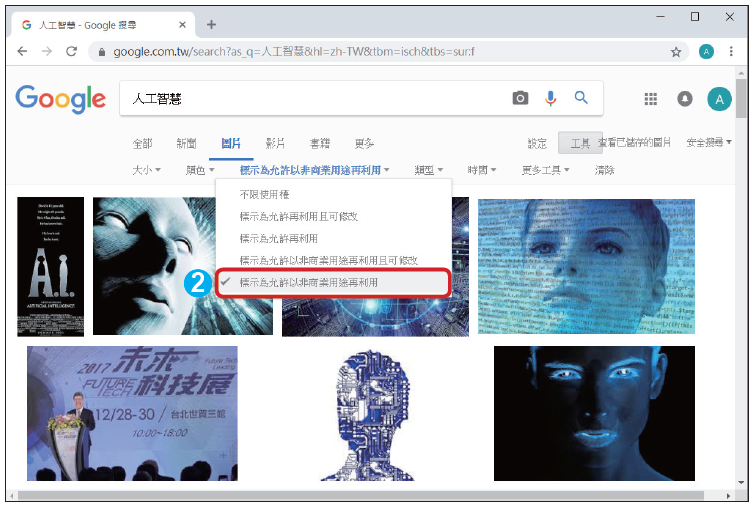 人工智慧 - Google 搜尋
google.com.tw/search?as_q=人工智慧&hl=zh-TW&tbm=isch&tbs=sur:f
A
Google
人工智慧
A
全部 新聞 圖片 影片 書籍 更多 設定 工具 查看已儲存的圖片 安全搜尋
大小 顏色 標示為允許以非商業用途再利用 類型 時間 更多工具 清除
不限使用權
標示為允許再利用且可修改
標示為允許再利用
標示為允許以非商業用途再利用且可修改
2
標示為允許以非商業用途再利用
A.I.
ARTIFICIAL INTELLIGENCE
2017 未來科技展
FUTURE TECH
12/28-30 / 台北世貿三館
10:00~18:00